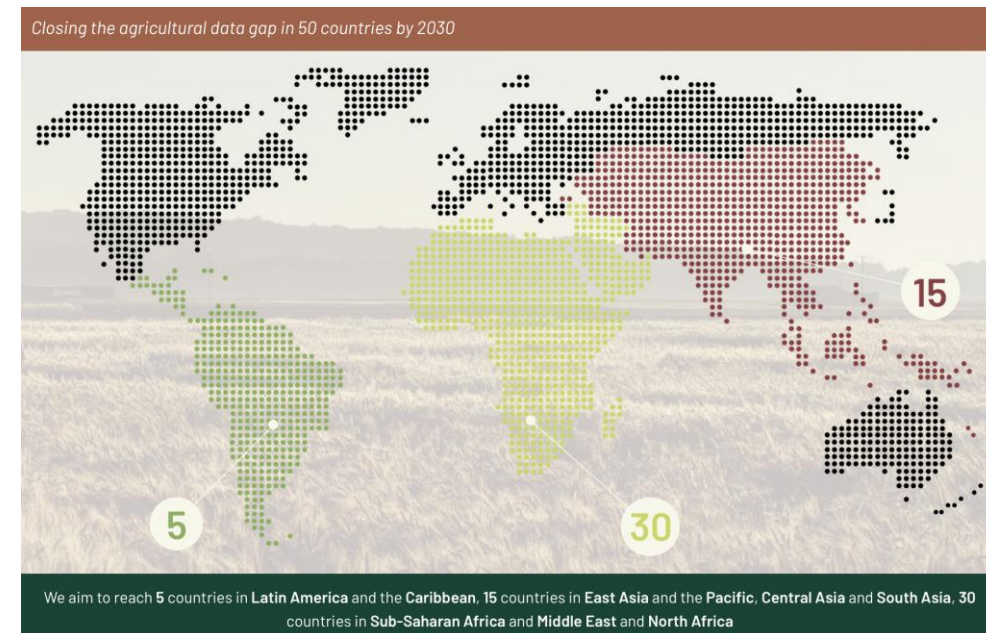 Closing the agricultural data gap in 50 countries by 2030
15
5
30
We aim to reach 5 countries in Latin America and the Caribbean, 15 countries in East Asia and the Pacific, Central Asia and South Asia, 30
countries in Sub-Saharan Africa and Middle East and North Africa